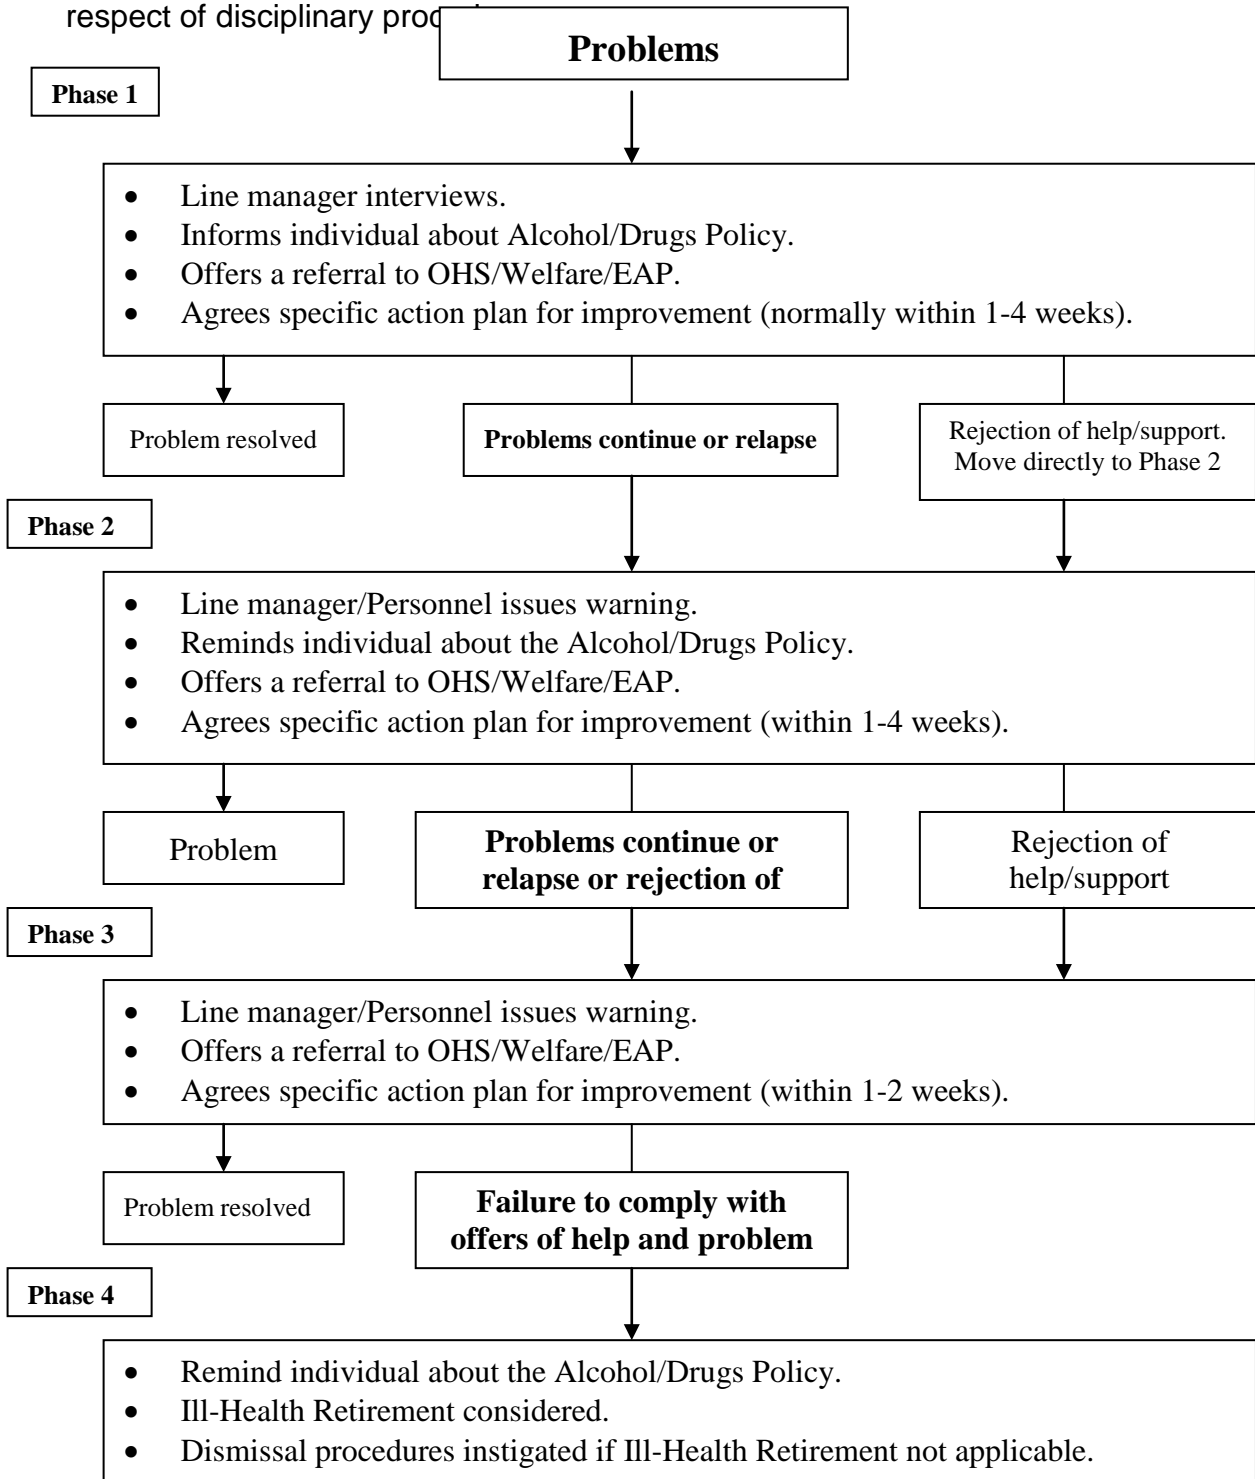 respect of disciplinary
Problems
Phase 1
• Line manager interviews.
• Informs individual about Alcohol/Drugs Policy.
• Offers a referral to OHS/Welfare/EAP.
• Agrees specific action plan for improvement (normally within 1-4 weeks).
Problem resolved
Problems continue or relapse
Rejection of help/support.
Move directly to Phase 2
Phase 2
• Line manager/Personnel issues warning.
• Reminds individual about the Alcohol/Drugs Policy.
• Offers a referral to OHS/Welfare/EAP.
• Agrees specific action plan for improvement (within 1-4 weeks).
Problem
Problems continue or
relapse or rejection of
Rejection of
help/support
Phase 3
• Line manager/Personnel issues warning.
• Offers a referral to OHS/Welfare/EAP.
• Agrees specific action plan for improvement (within 1-2 weeks).
Problem resolved
Failure to comply with
offers of help and problem
Phase 4
• Remind individual about the Alcohol/Drugs Policy.
• Ill-Health Retirement considered.
• Dismissal procedures instigated if Ill-Health Retirement not applicable.